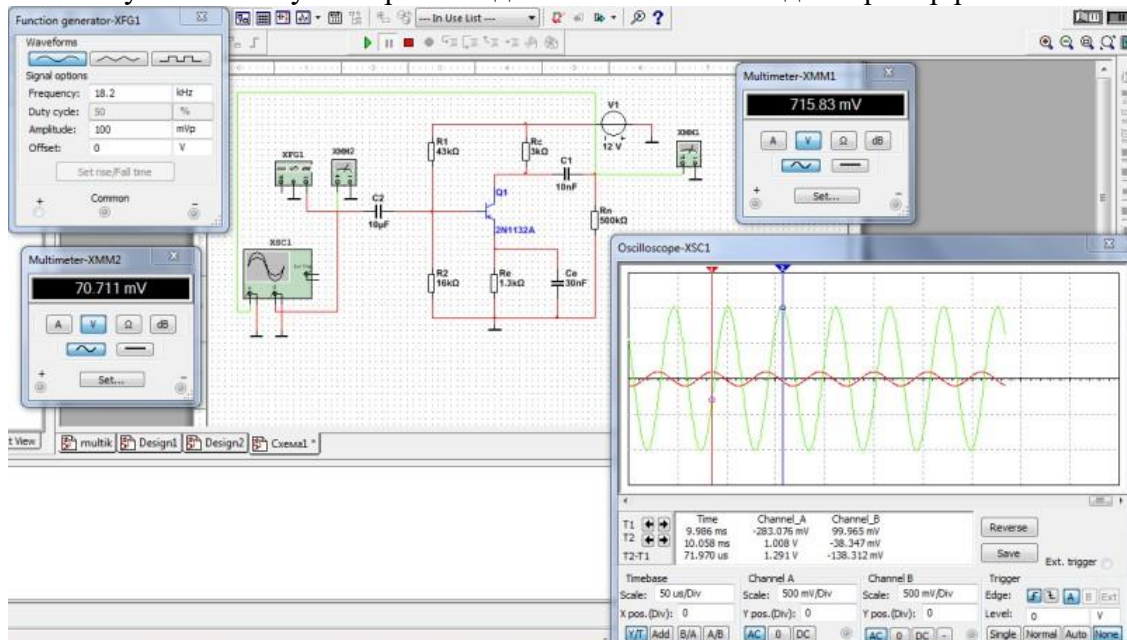 Function generator-XFG1
Waveforms
Signal options
Frequency: 18.2 kHz
Duty cycle: 50 %
Amplitude: 100 mVp
Offset: 0 V
Set rise/Fall time
+ Common −
--- In Use List ---
Multimeter-XMM1
715.83 mV
A V Ω dB
+ Set... −
Multimeter-XMM2
70.711 mV
A V Ω dB
+ Set... −
V1
12 V
R1
43kΩ
Rc
3kΩ
XMM1
C1
10nF
XFG1
XMM2
C2
10µF
Q1
2N1132A
Rn
500kΩ
XSC1
R2
16kΩ
Re
1.3kΩ
Ce
30nF
t View multik Design1 Design2 Схема1 *
Oscilloscope-XSC1
Time Channel_A Channel_B
T1 9.986 ms -283.076 mV 99.965 mV
T2 10.058 ms 1.008 V -38.347 mV
T2-T1 71.970 us 1.291 V -138.312 mV
Reverse
Save
Ext. trigger
Timebase Channel A Channel B Trigger
Scale: 50 us/Div Scale: 500 mV/Div Scale: 500 mV/Div Edge: A B Ext
X pos.(Div): 0 Y pos.(Div): 0 Y pos.(Div): 0 Level: 0 V
Y/T Add B/A A/B AC 0 DC AC 0 DC - Single Normal Auto None